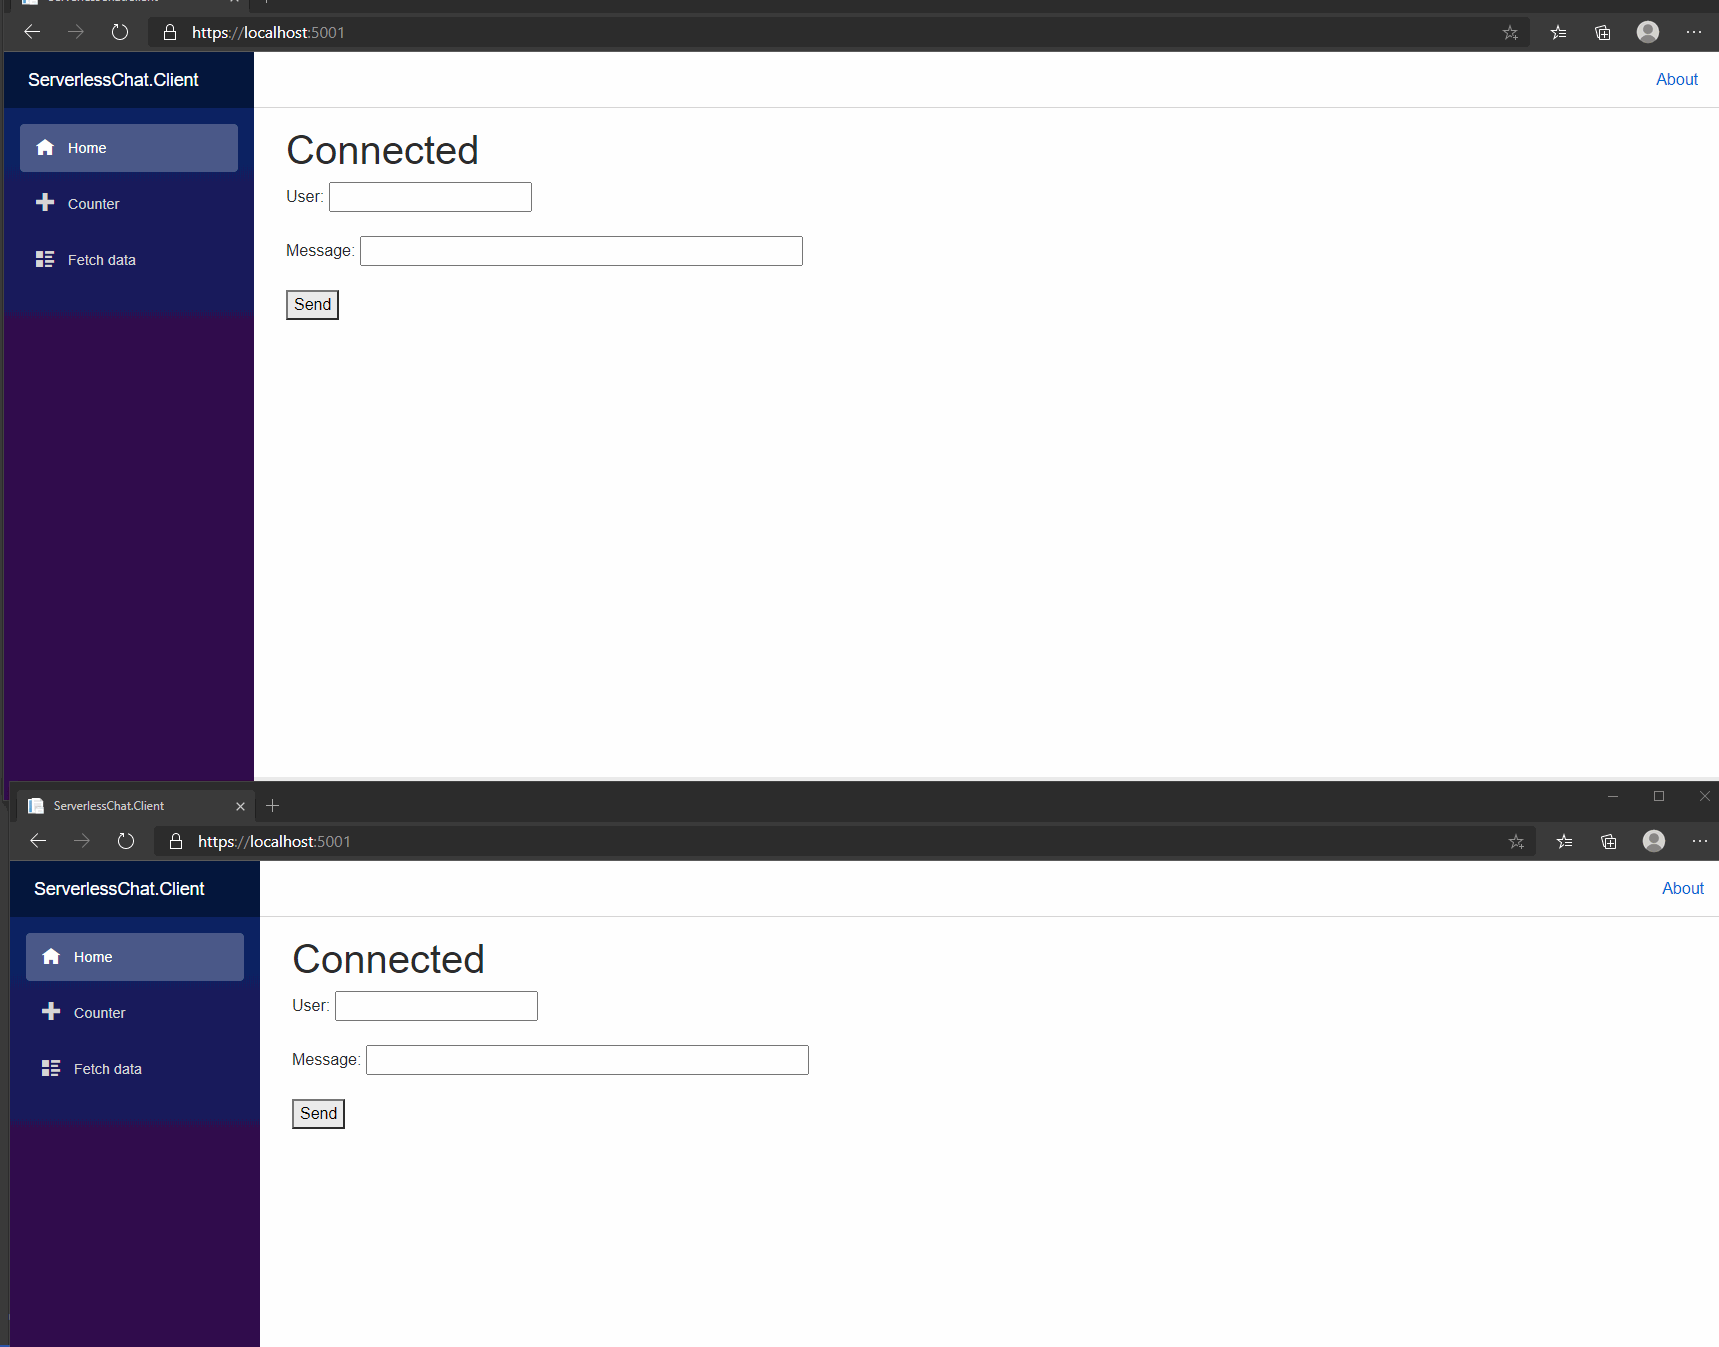 https://localhost:5001
ServerlessChat.Client
About
Home
Connected
User:
Counter
Message:
Fetch data
Send
ServerlessChat.Client
https://localhost:5001
ServerlessChat.Client
About
Home
Connected
User:
Counter
Message:
Fetch data
Send